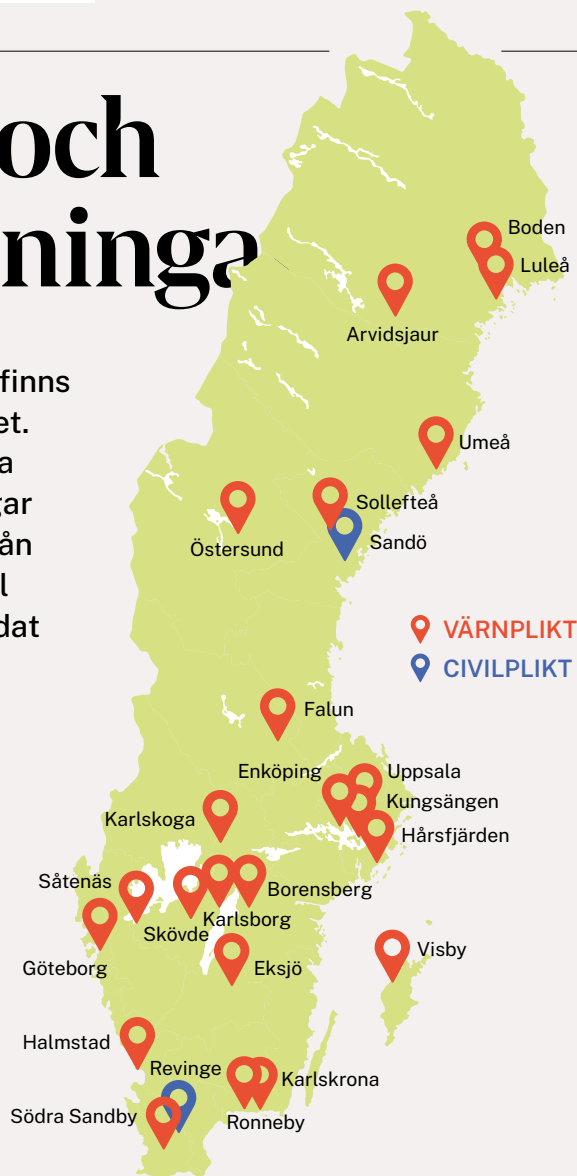 och
ninga
finns
et.
a
gar
ån
l
dat
Boden
Luleå
Arvidsjaur
Umeå
Sollefteå
Östersund
Sandö
VÄRNPLIKT
CIVILPLIKT
Falun
Enköping
Uppsala
Kungsängen
Karlskoga
Hårsfjärden
Såtenäs
Borensberg
Karlsborg
Skövde
Göteborg
Eksjö
Visby
Halmstad
Revinge
Karlskrona
Södra Sandby
Ronneby